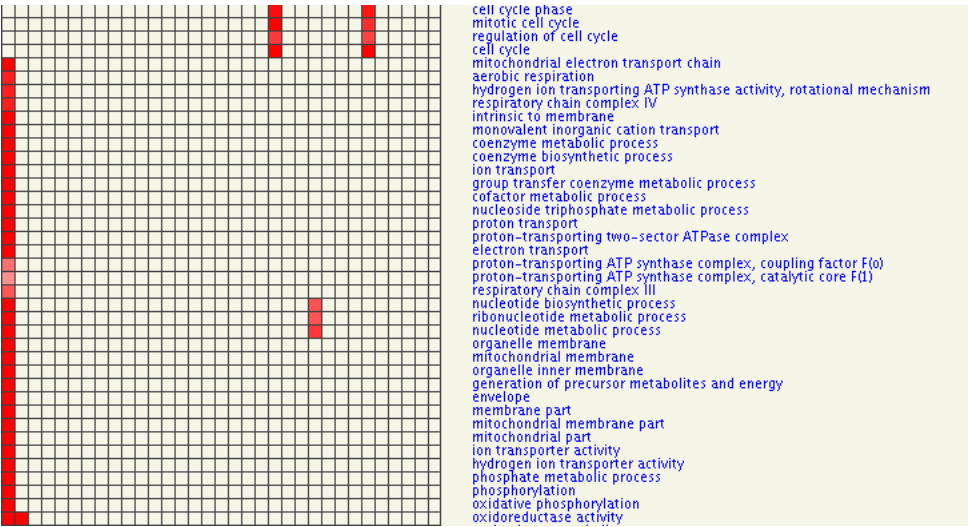 cell cycle phase
mitotic cell cycle
regulation of cell cycle
cell cycle
mitochondrial electron transport chain
aerobic respiration
hydrogen ion transporting ATP synthase activity, rotational mechanism
respiratory chain complex IV
intrinsic to membrane
monovalent inorganic cation transport
coenzyme metabolic process
coenzyme biosynthetic process
ion transport
group transfer coenzyme metabolic process
cofactor metabolic process
nucleoside triphosphate metabolic process
proton transport
proton-transporting two-sector ATPase complex
electron transport
proton-transporting ATP synthase complex, coupling factor F(o)
proton-transporting ATP synthase complex, catalytic core F(1)
respiratory chain complex III
nucleotide biosynthetic process
ribonucleotide metabolic process
nucleotide metabolic process
organelle membrane
mitochondrial membrane
organelle inner membrane
generation of precursor metabolites and energy
envelope
membrane part
mitochondrial membrane part
mitochondrial part
ion transporter activity
hydrogen ion transporter activity
phosphate metabolic process
phosphorylation
oxidative phosphorylation
oxidoreductase activity